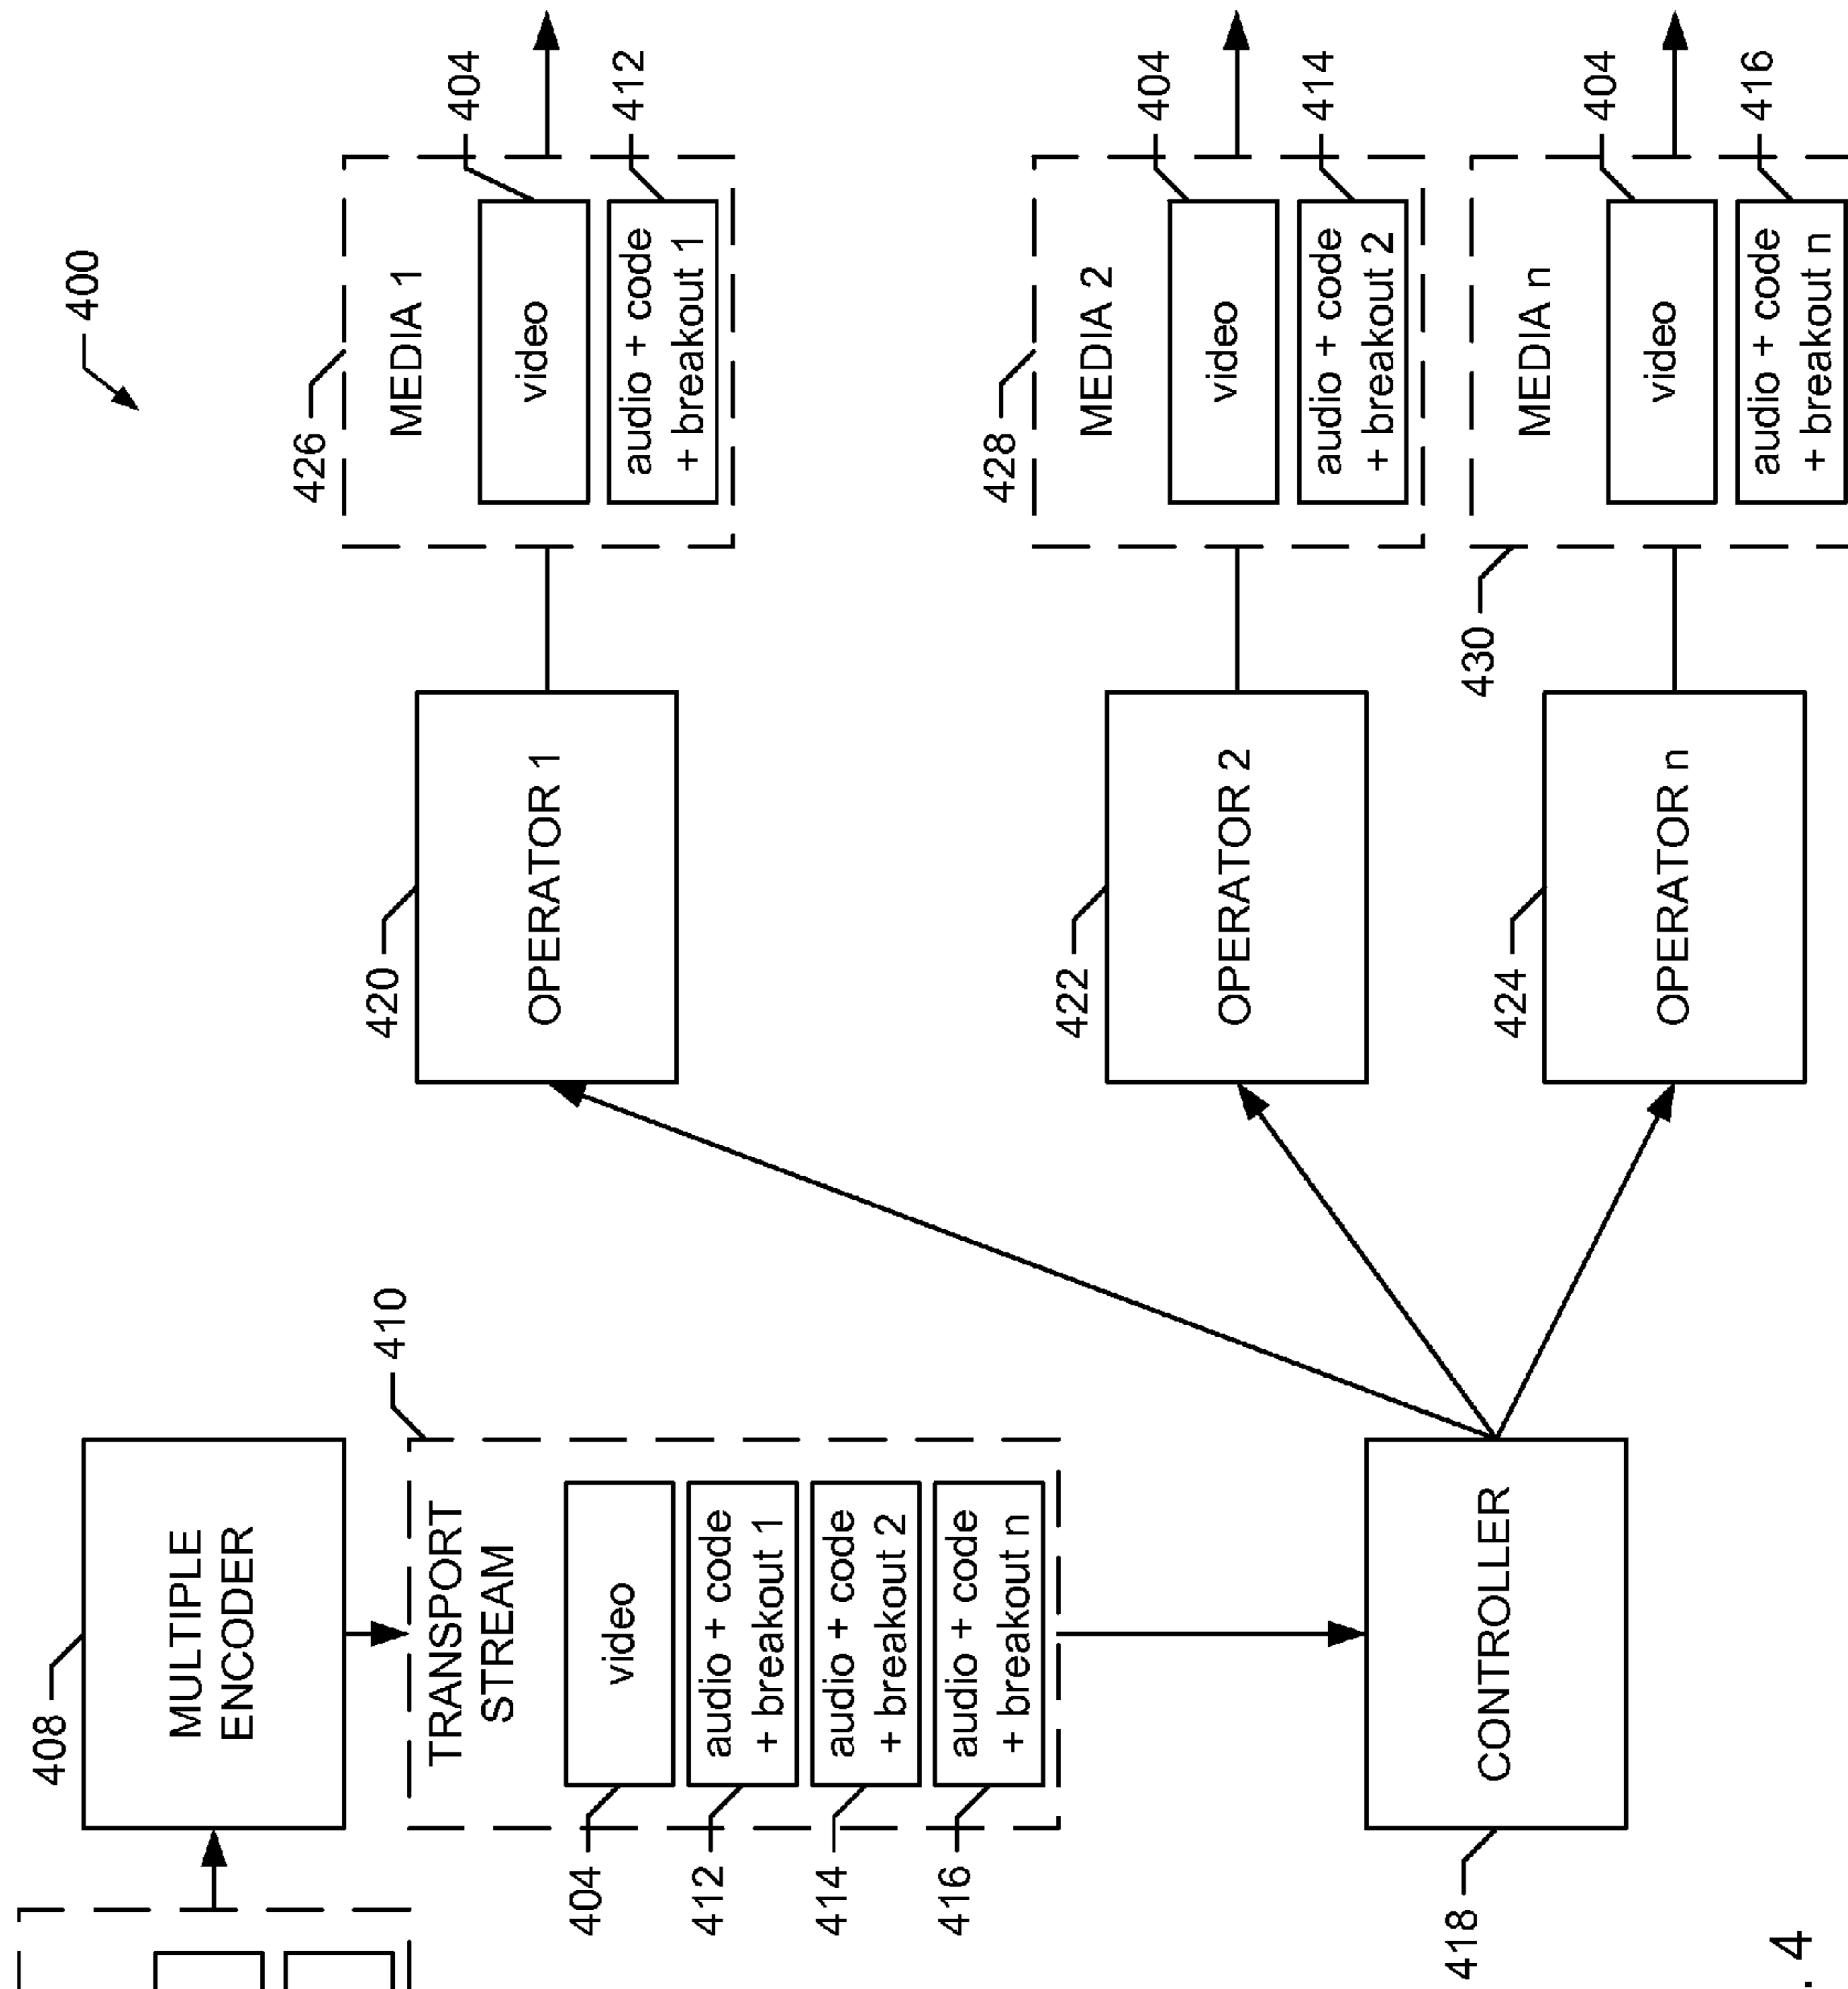 400
408
MULTIPLE
ENCODER
410
TRANSPORT
STREAM
404
video
412
audio + code
+ breakout 1
414
audio + code
+ breakout 2
416
audio + code
+ breakout n
418
CONTROLLER
420
OPERATOR 1
422
OPERATOR 2
424
OPERATOR n
426
MEDIA 1
404
video
412
audio + code
+ breakout 1
428
MEDIA 2
404
video
414
audio + code
+ breakout 2
430
MEDIA n
404
video
416
audio + code
+ breakout n
. 4